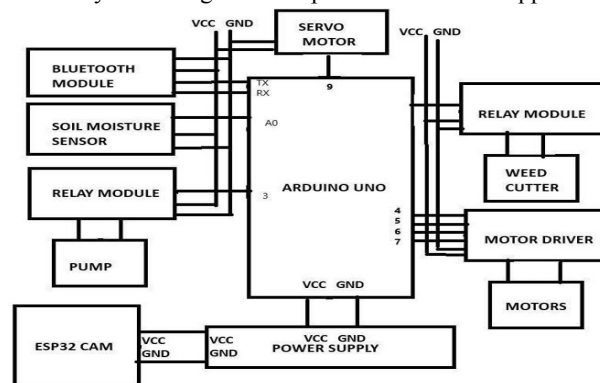 VCC GND
SERVO
MOTOR
VCC GND
BLUETOOTH
MODULE
TX
RX
9
SOIL MOISTURE
SENSOR
A0
RELAY MODULE
WEED
CUTTER
RELAY MODULE
3
ARDUINO UNO
4
5
6
7
MOTOR DRIVER
PUMP
MOTORS
VCC GND
ESP32 CAM
VCC
GND
VCC
GND
VCC GND
POWER SUPPLY